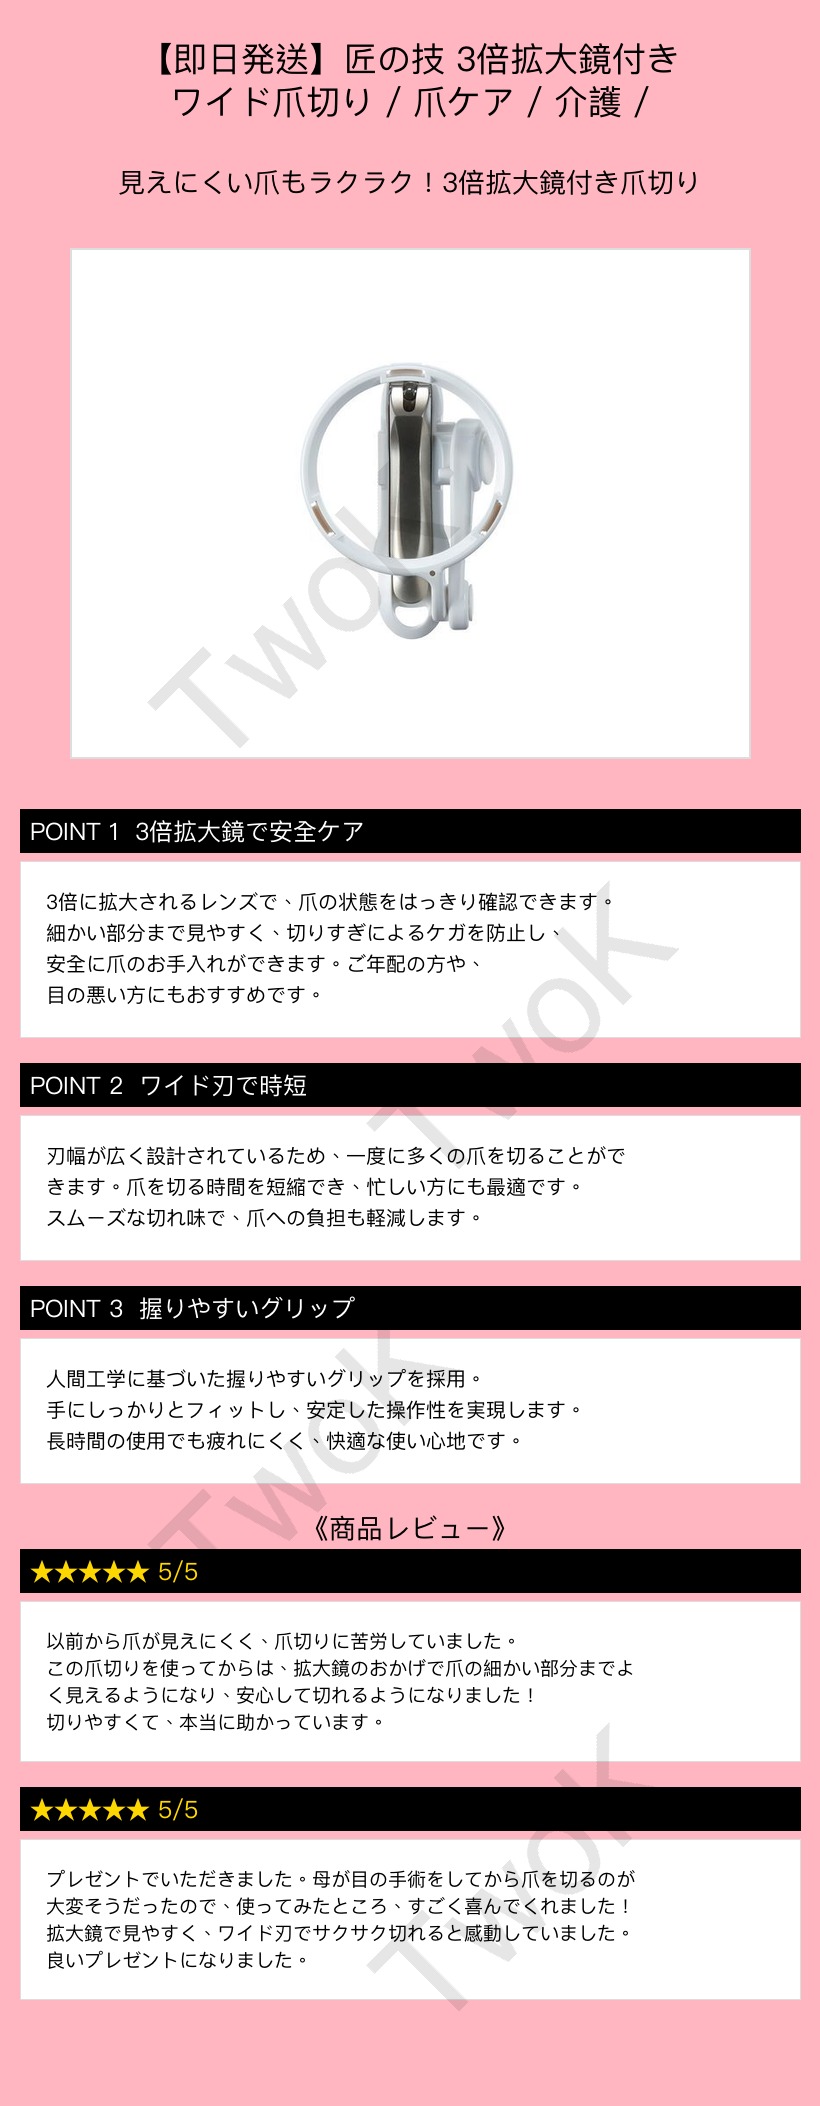 【即日発送】匠の技 3倍拡大鏡付き
ワイド爪切り / 爪ケア / 介護 /
見えにくい爪もラクラク！3倍拡大鏡付き爪切り
TwoK
POINT 1 3倍拡大鏡で安全ケア
3倍に拡大されるレンズで、爪の状態をはっきり確認できます。
細かい部分まで見やすく、切りすぎによるケガを防止し、
安全に爪のお手入れができます。ご年配の方や、
目の悪い方にもおすすめです。
TwoK
POINT 2 ワイド刃で時短
刃幅が広く設計されているため、一度に多くの爪を切ることがで
きます。爪を切る時間を短縮でき、忙しい方にも最適です。
スムーズな切れ味で、爪への負担も軽減します。
POINT 3 握りやすいグリップ
人間工学に基づいた握りやすいグリップを採用。
手にしっかりとフィットし、安定した操作性を実現します。
長時間の使用でも疲れにくく、快適な使い心地です。
TwoK
《商品レビュー》
★★★★★ 5/5
以前から爪が見えにくく、爪切りに苦労していました。
この爪切りを使ってからは、拡大鏡のおかげで爪の細かい部分までよ
く見えるようになり、安心して切れるようになりました！
切りやすくて、本当に助かっています。
★★★★★ 5/5
プレゼントでいただきました。母が目の手術をしてから爪を切るのが
大変そうだったので、使ってみたところ、すごく喜んでくれました！
拡大鏡で見やすく、ワイド刃でサクサク切れると感動していました。
良いプレゼントになりました。
TwoK